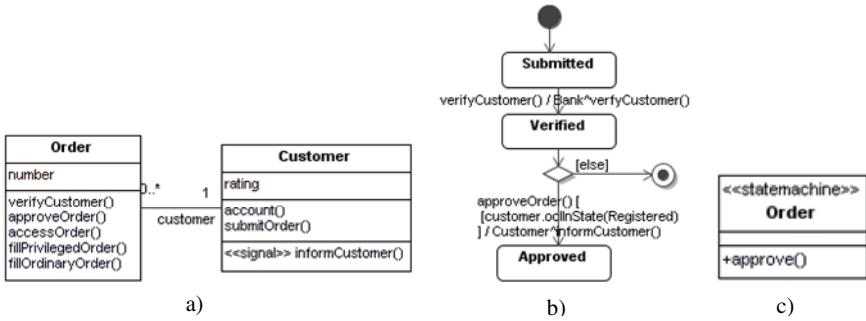 Order
number
verifyCustomer()
approveOrder()
accessOrder()
fillPrivilegedOrder()
fillOrdinaryOrder()
0..*
1
customer
Customer
rating
account()
submitOrder()
<<signal>> informCustomer()
a)
Submitted
verifyCustomer() / Bank^verfyCustomer()
Verified
[else]
approveOrder() [
[customer.oclInState(Registered)
] / Customer^informCustomer()
Approved
b)
<<statemachine>>
Order
+approve()
c)